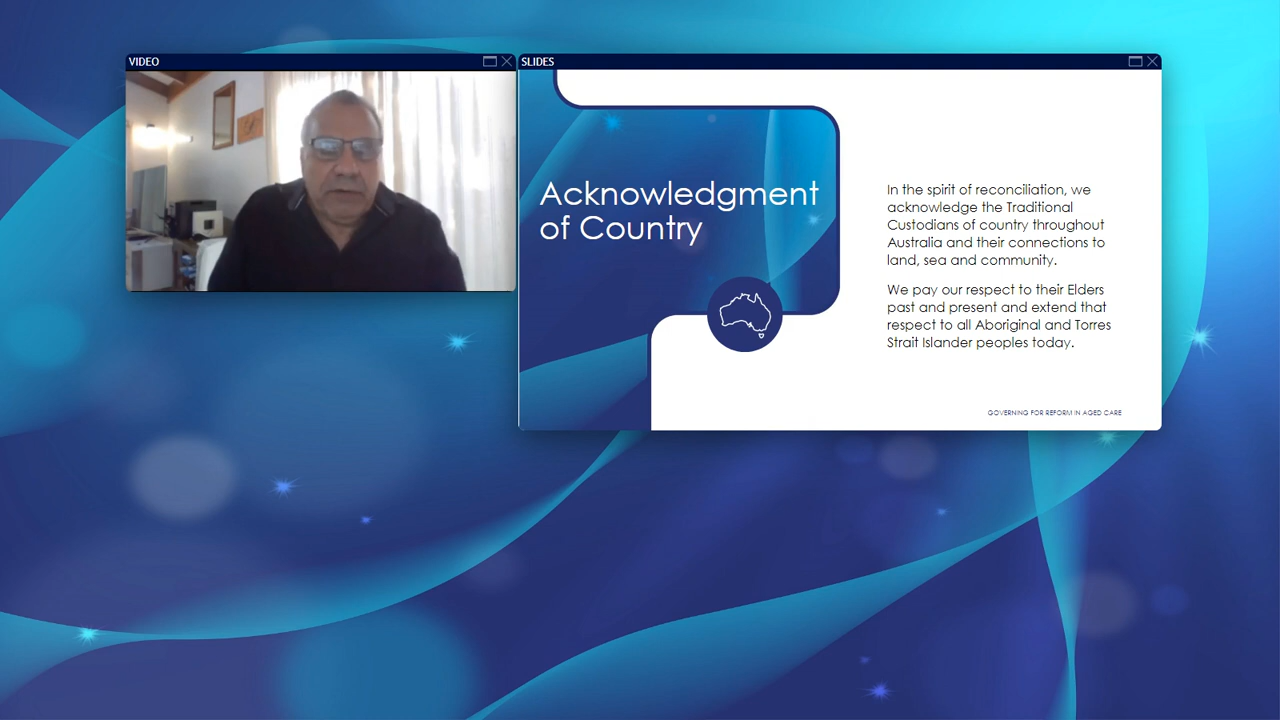 VIDEO
SLIDES
Acknowledgment
of Country
In the spirit of reconciliation, we
acknowledge the Traditional
Custodians of country throughout
Australia and their connections to
land, sea and community.
We pay our respect to their Elders
past and present and extend that
respect to all Aboriginal and Torres
Strait Islander peoples today.
GOVERNING FOR REFORM IN AGED CARE